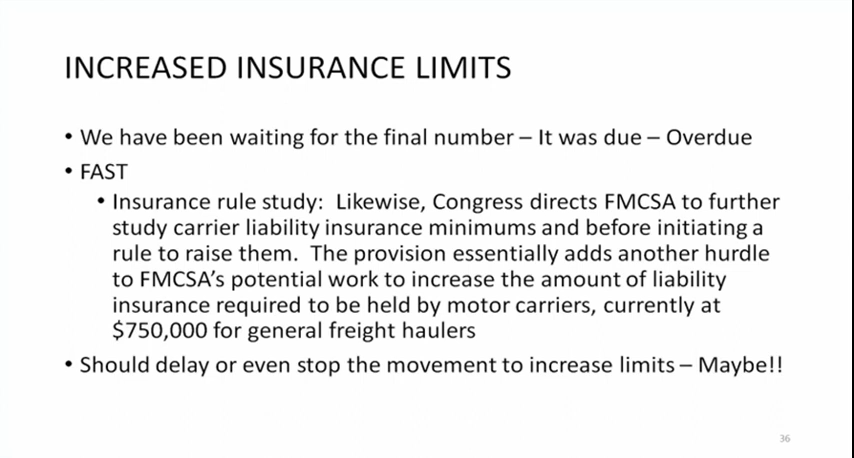 INCREASED INSURANCE LIMITS
• We have been waiting for the final number – It was due – Overdue
• FAST
• Insurance rule study:  Likewise, Congress directs FMCSA to further
study carrier liability insurance minimums and before initiating a
rule to raise them.  The provision essentially adds another hurdle
to FMCSA's potential work to increase the amount of liability
insurance required to be held by motor carriers, currently at
$750,000 for general freight haulers
• Should delay or even stop the movement to increase limits – Maybe!!
36